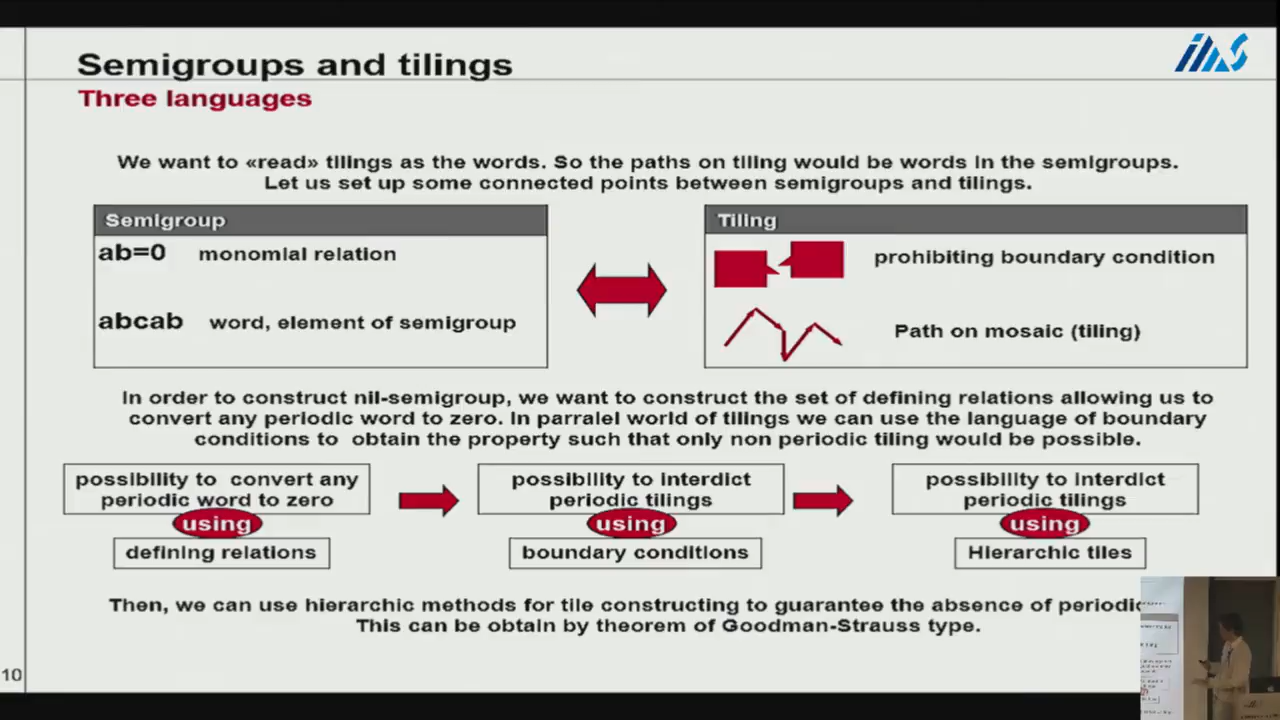 Semigroups and tilings
Three languages
We want to «read» tilings as the words. So the paths on tiling would be words in the semigroups.
Let us set up some connected points between semigroups and tilings.
Semigroup
ab=0 monomial relation
abcab word, element of semigroup
Tiling
prohibiting boundary condition
Path on mosaic (tiling)
In order to construct nil-semigroup, we want to construct the set of defining relations allowing us to
convert any periodic word to zero. In parralel world of tilings we can use the language of boundary
conditions to obtain the property such that only non periodic tiling would be possible.
possibility to convert any
periodic word to zero
using
defining relations
possibility to interdict
periodic tilings
using
boundary conditions
possibility to interdict
periodic tilings
using
Hierarchic tiles
Then, we can use hierarchic methods for tile constructing to guarantee the absence of periodic
This can be obtain by theorem of Goodman-Strauss type.
10